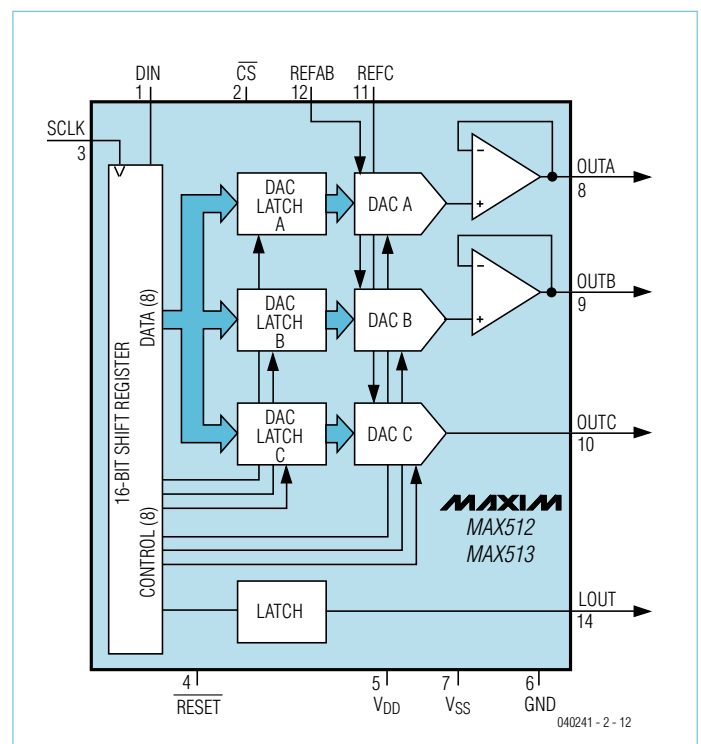 DIN
1
CS
2
REFAB
12
REFC
11
SCLK
3
16-BIT SHIFT REGISTER
DATA (8)
CONTROL (8)
DAC
LATCH
A
DAC A
-
+
OUTA
8
DAC
LATCH
B
DAC B
-
+
OUTB
9
DAC
LATCH
C
DAC C
OUTC
10
MAXIM
MAX512
MAX513
LATCH
LOUT
14
4
RESET
5
VDD
7
VSS
6
GND
040241 - 2 - 12